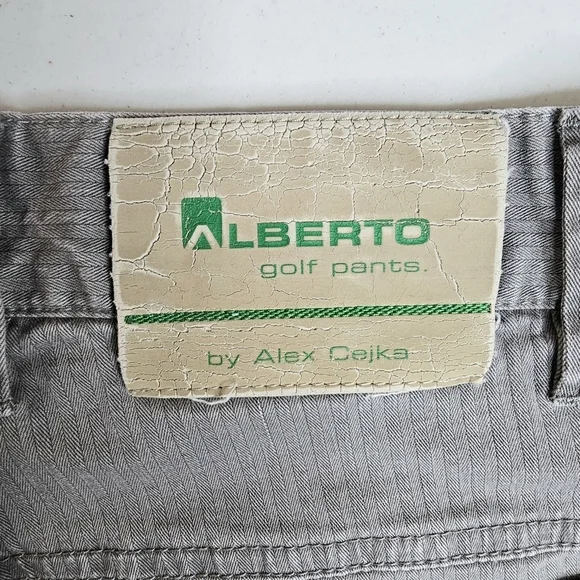 ALBERTO
golf pants.
by Alex Cejka